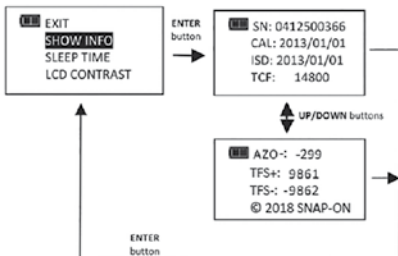 EXIT
SHOW INFO
SLEEP TIME
LCD CONTRAST
ENTER
button
SN: 0412500366
CAL: 2013/01/01
ISD: 2013/01/01
TCF: 14800
UP/DOWN buttons
AZO-: -299
TFS+: 9861
TFS-: -9862
© 2018 SNAP-ON
ENTER
button